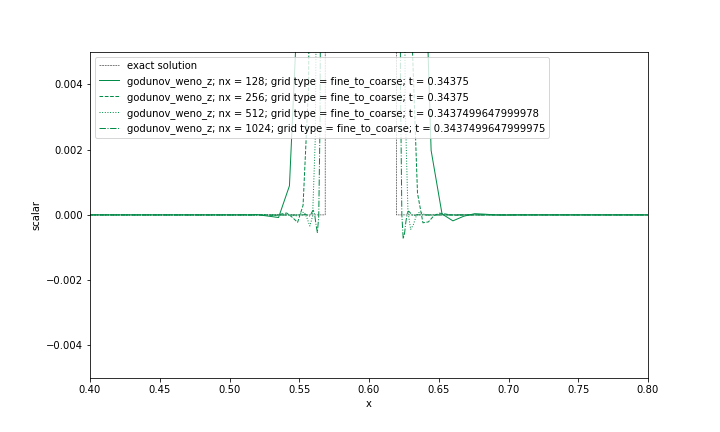 exact solution
godunov_weno_z; nx = 128; grid type = fine_to_coarse; t = 0.34375
godunov_weno_z; nx = 256; grid type = fine_to_coarse; t = 0.34375
godunov_weno_z; nx = 512; grid type = fine_to_coarse; t = 0.3437499647999978
godunov_weno_z; nx = 1024; grid type = fine_to_coarse; t = 0.3437499647999975
0.004
0.002
0.000
−0.002
−0.004
scalar
0.40 0.45 0.50 0.55 0.60 0.65 0.70 0.75 0.80
x